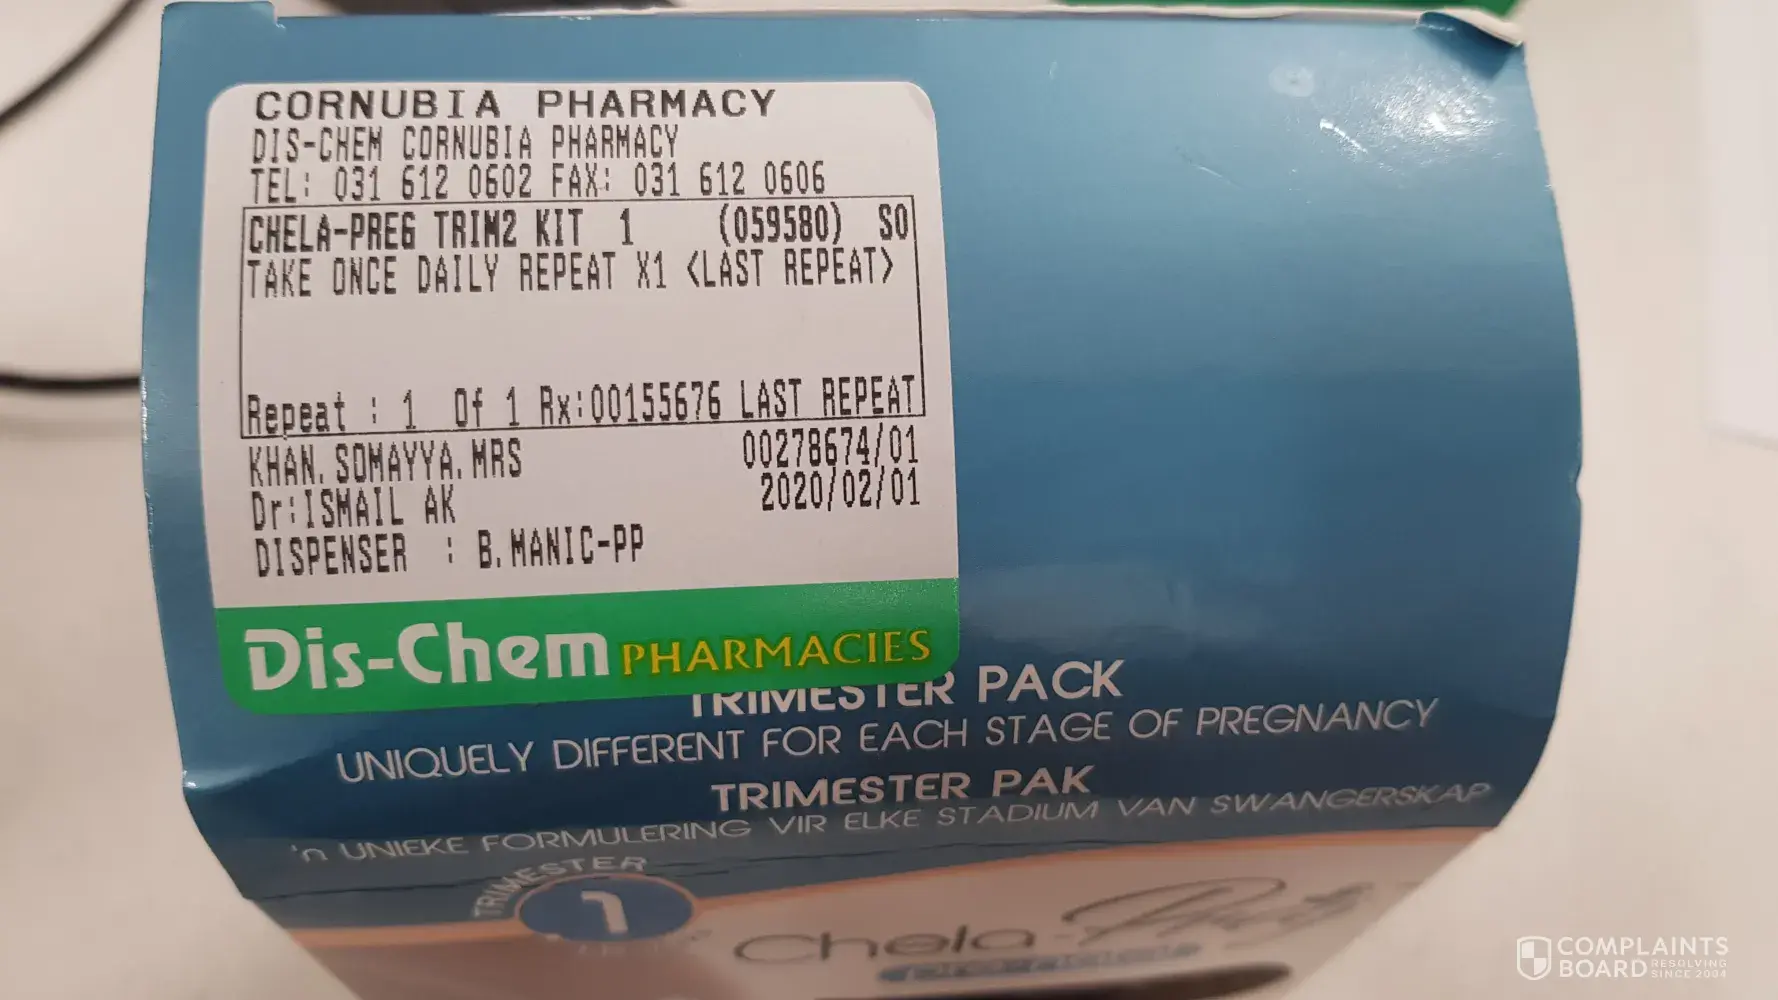 CORNUBIA PHARMACY
DIS-CHEM CORNUBIA PHARMACY
TEL: 031 612 0602 FAX: 031 612 0606
CHELA-PREG TRIM2 KIT 1 (059580) SO
TAKE ONCE DAILY REPEAT X1 <LAST REPEAT>
Repeat : 1 Of 1 Rx:00155676 LAST REPEAT
KHAN.SOMAYYA.MRS 00278674/01
Dr:ISMAIL AK 2020/02/01
DISPENSER : B.MANIC-PP
Dis-Chem PHARMACIES
TRIMESTER PACK
UNIQUELY DIFFERENT FOR EACH STAGE OF PREGNANCY
TRIMESTER PAK
'n UNIEKE FORMULERING VIR ELKE STADIUM VAN SWANGERSKAP
TRIMESTER
1
Chela-
COMPLAINTS
BOARD RESOLVING
SINCE 2004